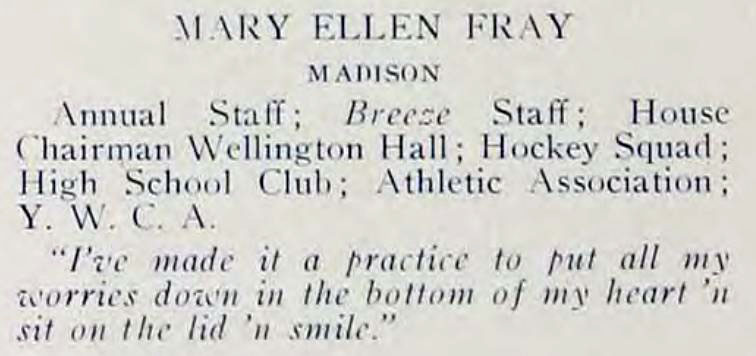 MARY ELLEN FRAY
MADISON
Annual Staff; Breeze Staff; House
Chairman Wellington Hall; Hockey Squad;
High School Club; Athletic Association;
Y. W. C. A.
"I've made it a practice to put all my
worries down in the bottom of my heart 'n
sit on the lid 'n smile."